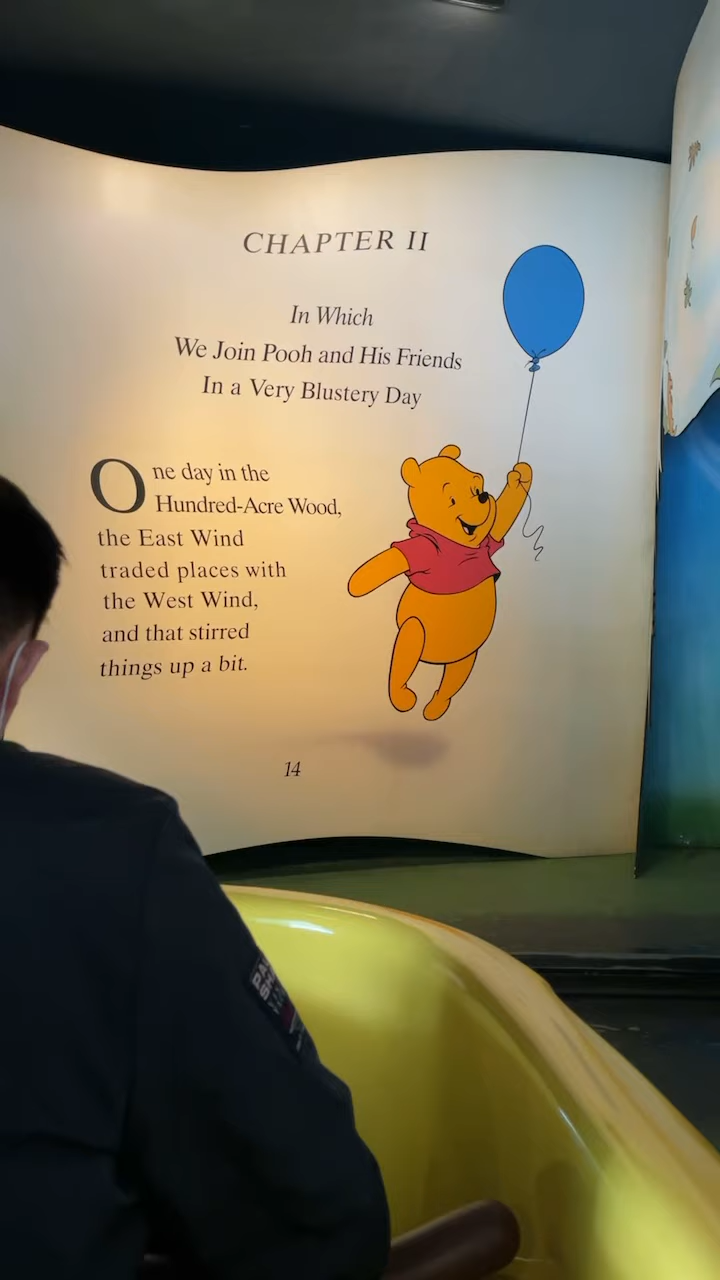 CHAPTER II
In Which
We Join Pooh and His Friends
In a Very Blustery Day
One day in the
Hundred-Acre Wood,
the East Wind
traded places with
the West Wind,
and that stirred
things up a bit.
14